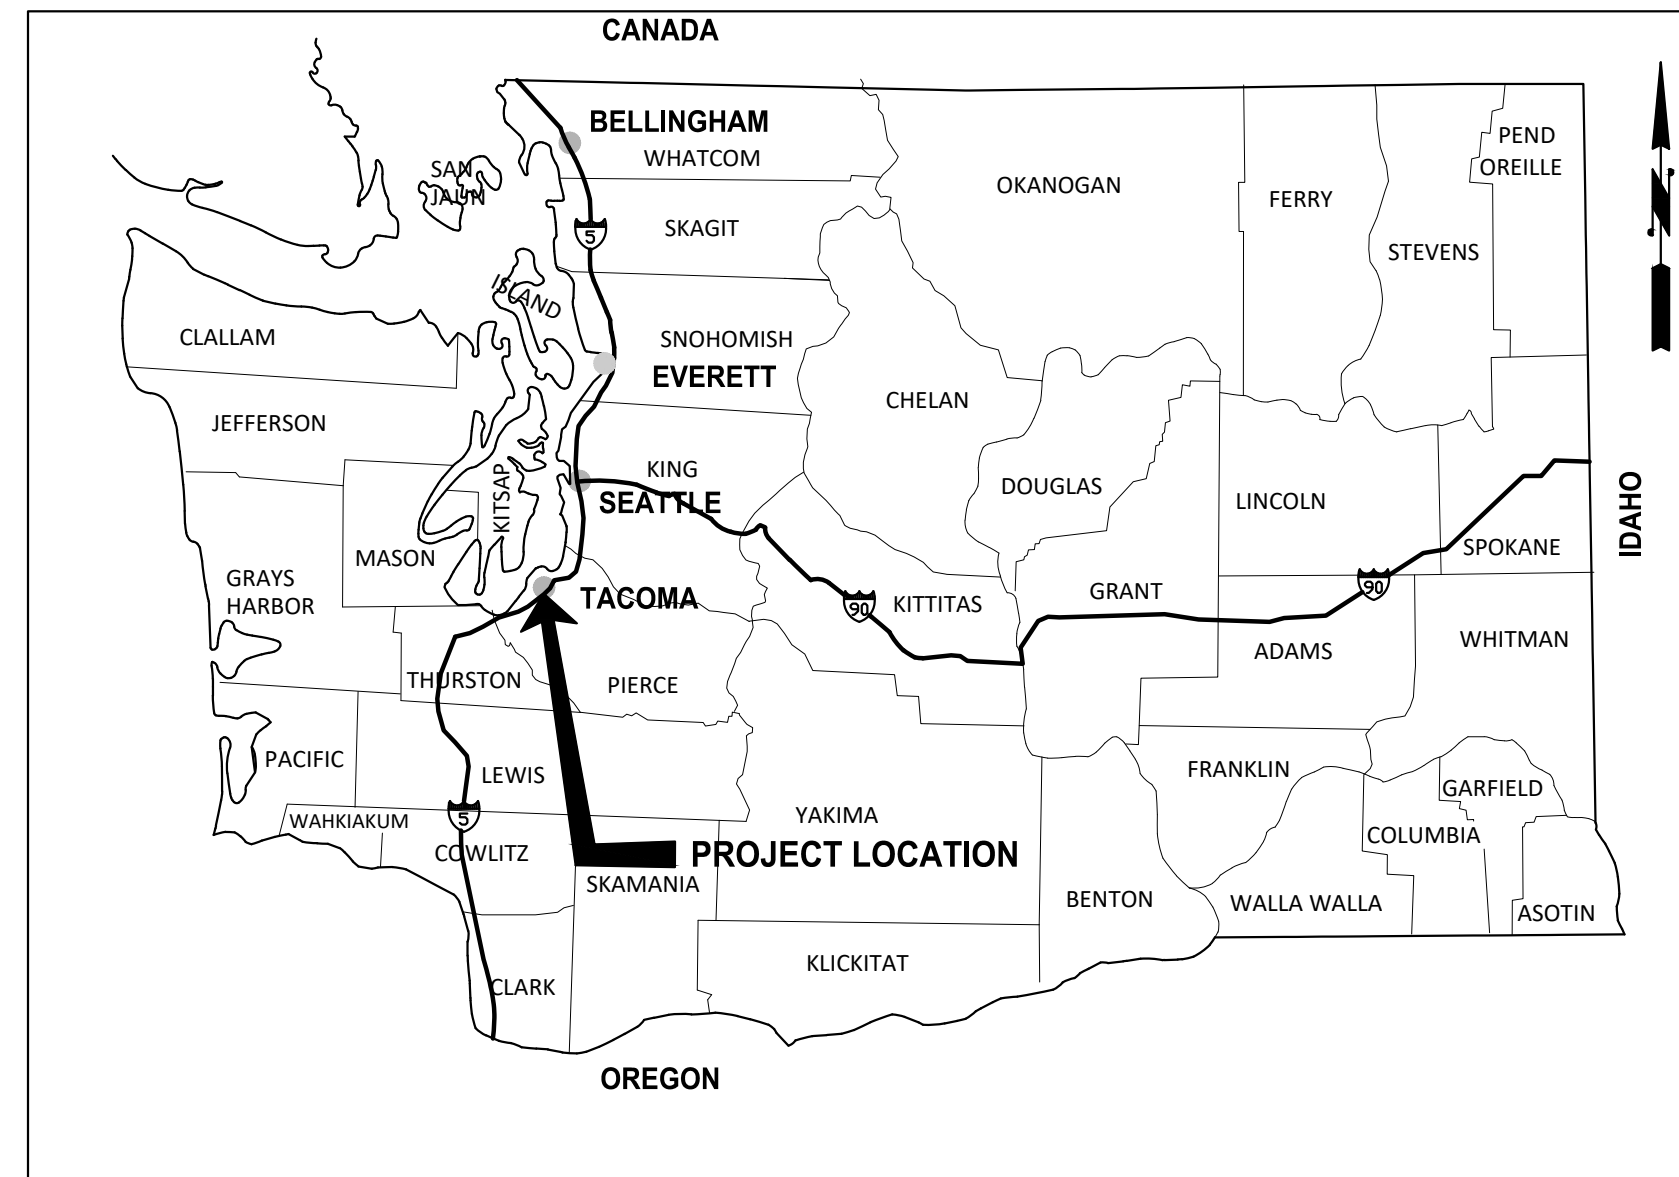 CANADA
BELLINGHAM
WHATCOM
SAN
JAUN
SKAGIT
OKANOGAN
FERRY
PEND
OREILLE
STEVENS
N
5
ISLAND
CLALLAM
SNOHOMISH
EVERETT
JEFFERSON
CHELAN
KING
SEATTLE
KITSAP
DOUGLAS
LINCOLN
IDAHO
SPOKANE
MASON
GRAYS
HARBOR
TACOMA
90
KITTITAS
GRANT
90
ADAMS
WHITMAN
THURSTON
PIERCE
PACIFIC
LEWIS
FRANKLIN
GARFIELD
WAHKIAKUM
5
YAKIMA
COLUMBIA
COWLITZ
PROJECT LOCATION
SKAMANIA
BENTON
WALLA WALLA
ASOTIN
KLICKITAT
CLARK
OREGON